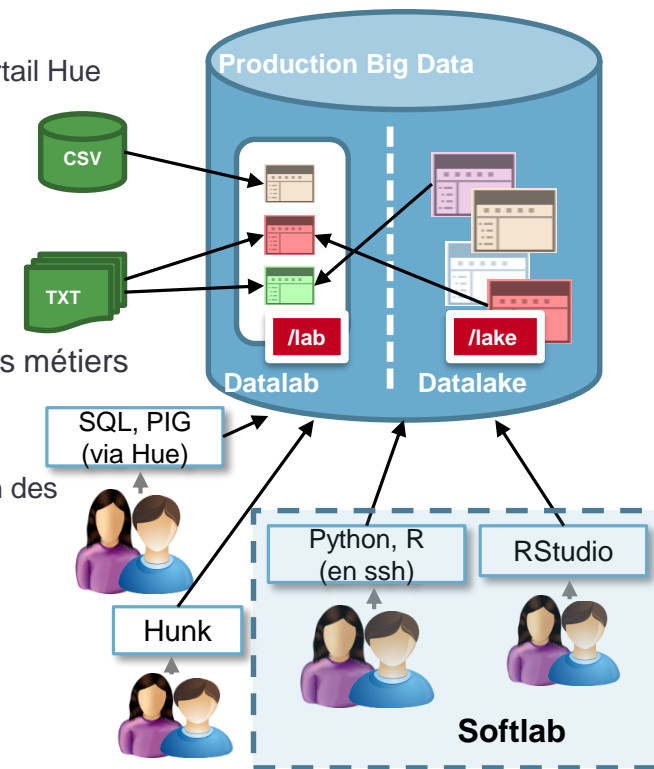 Production Big Data
Hue
CSV
TXT
/lab
/lake
métiers
Datalab
Datalake
SQL, PIG
(via Hue)
des
Python, R
(en ssh)
RStudio
Hunk
Softlab